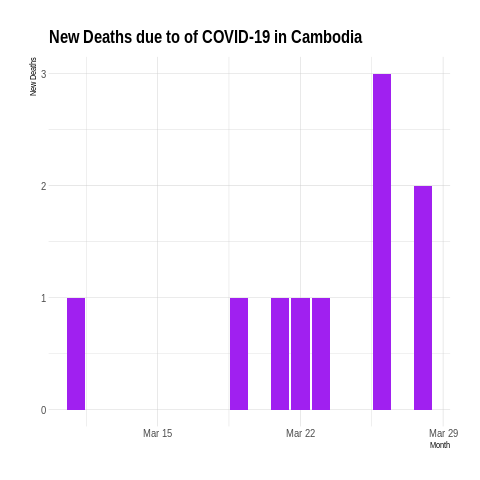 New Deaths due to of COVID-19 in Cambodia
New Deaths
3
2
1
0
Mar 15
Mar 22
Mar 29
Month